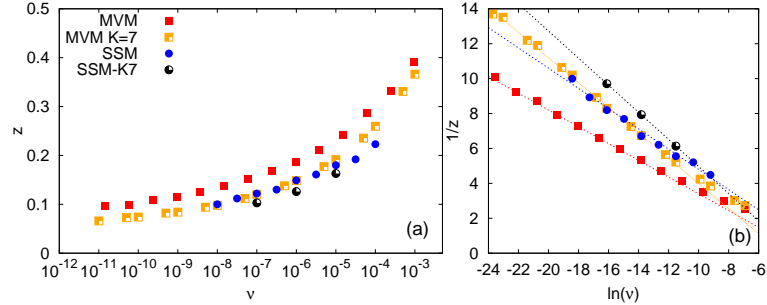 MVM
MVM K=7
SSM
SSM-K7
z
0.5
0.4
0.3
0.2
0.1
0
10^-12 10^-11 10^-10 10^-9 10^-8 10^-7 10^-6 10^-5 10^-4 10^-3
ν
(a)
1/z
14
12
10
8
6
4
2
0
-24 -22 -20 -18 -16 -14 -12 -10 -8 -6
ln(ν)
(b)